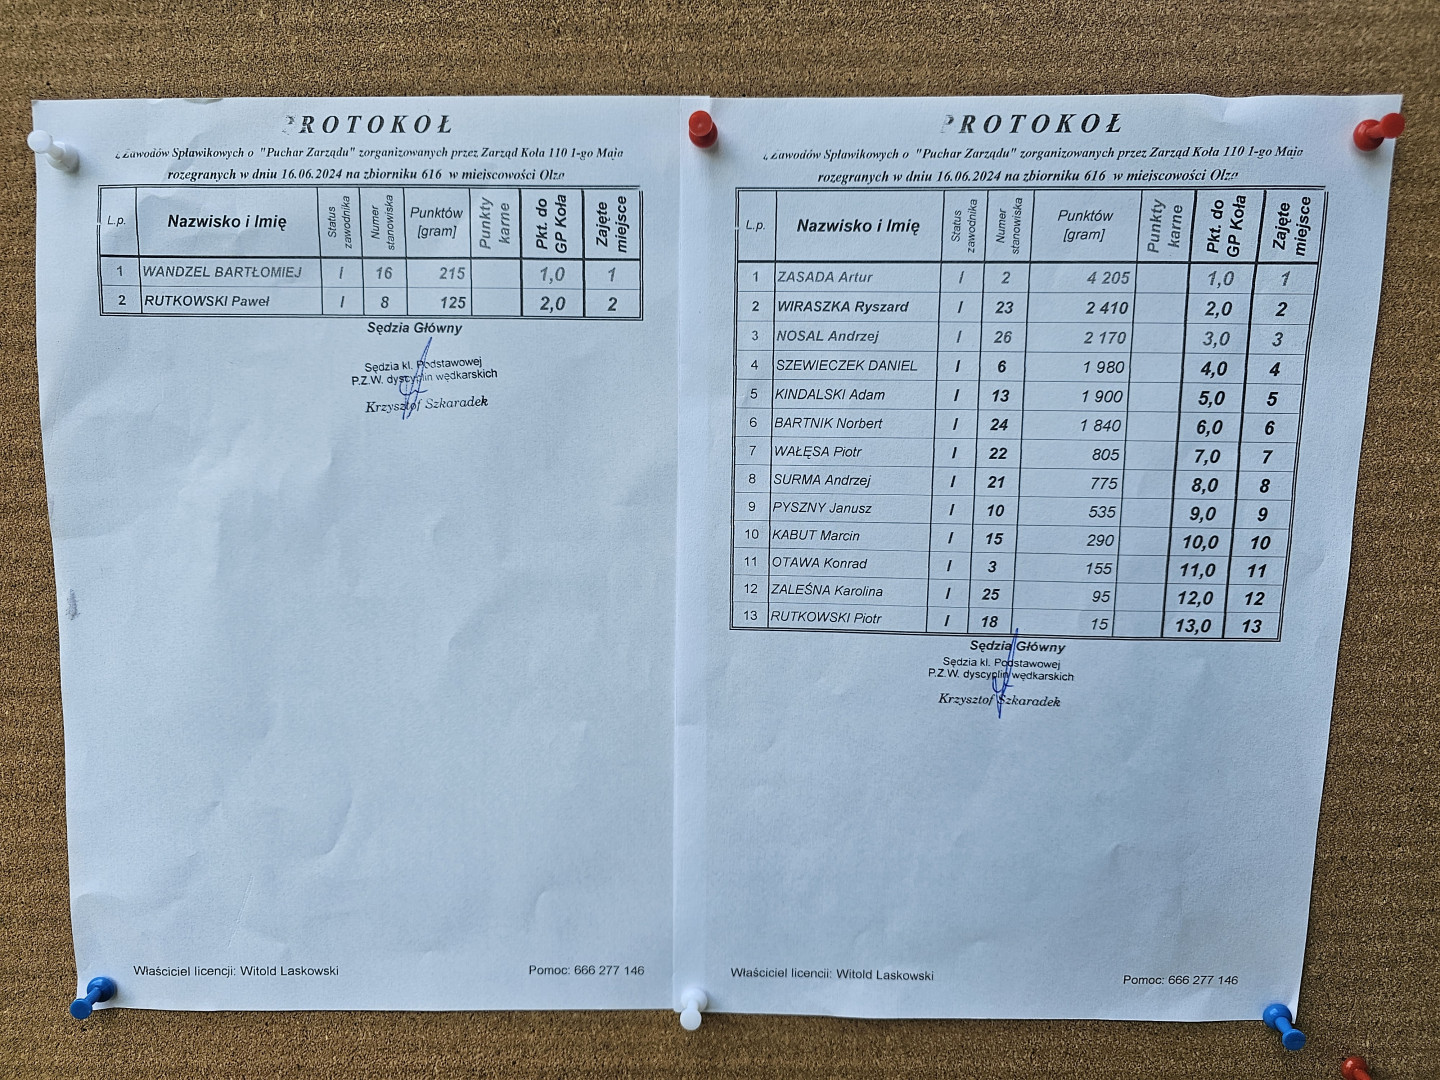 PROTOKOŁ
z Zawodów Spławikowych o "Puchar Zarządu" zorganizowanych przez Zarząd Koła 110 1-go Maja
rozegranych w dniu 16.06.2024 na zbiorniku 616 w miejscowości Olza
L.p. Nazwisko i Imię Status zawodnika Numer stanowiska Punktów [gram] Punkty karne Pkt. do GP Koła Zajęte miejsce
1 WANDZEL BARTŁOMIEJ I 16 215 1,0 1
2 RUTKOWSKI Paweł I 8 125 2,0 2
Sędzia Główny
Sędzia kl. Podstawowej
P.Z.W. dyscyplin wędkarskich
Krzysztof Szkaradek
Właściciel licencji: Witold Laskowski Pomoc: 666 277 146
PROTOKOŁ
z Zawodów Spławikowych o "Puchar Zarządu" zorganizowanych przez Zarząd Koła 110 1-go Maja
rozegranych w dniu 16.06.2024 na zbiorniku 616 w miejscowości Olza
L.p. Nazwisko i Imię Status zawodnika Numer stanowiska Punktów [gram] Punkty karne Pkt. do GP Koła Zajęte miejsce
1 ZASADA Artur I 2 4 205 1,0 1
2 WIRASZKA Ryszard I 23 2 410 2,0 2
3 NOSAL Andrzej I 26 2 170 3,0 3
4 SZEWIECZEK DANIEL I 6 1 980 4,0 4
5 KINDALSKI Adam I 13 1 900 5,0 5
6 BARTNIK Norbert I 24 1 840 6,0 6
7 WAŁĘSA Piotr I 22 805 7,0 7
8 SURMA Andrzej I 21 775 8,0 8
9 PYSZNY Janusz I 10 535 9,0 9
10 KABUT Marcin I 15 290 10,0 10
11 OTAWA Konrad I 3 155 11,0 11
12 ZALEŚNA Karolina I 25 95 12,0 12
13 RUTKOWSKI Piotr I 18 15 13,0 13
Sędzia Główny
Sędzia kl. Podstawowej
P.Z.W. dyscyplin wędkarskich
Krzysztof Szkaradek
Właściciel licencji: Witold Laskowski Pomoc: 666 277 146